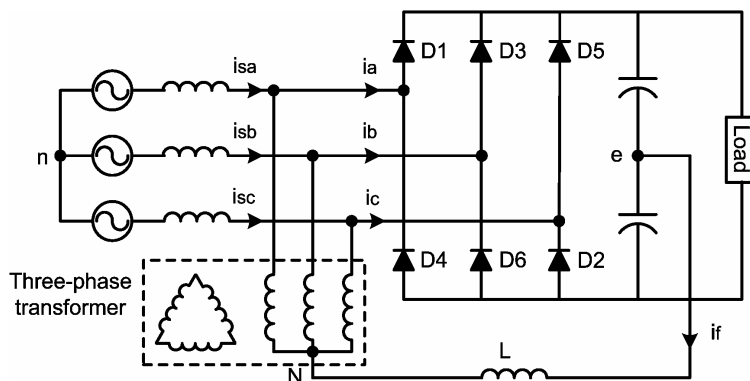 isa
ia
D1
D3
D5
isb
ib
n
e
Load
isc
ic
D4
D6
D2
Three-phase
transformer
if
L
N